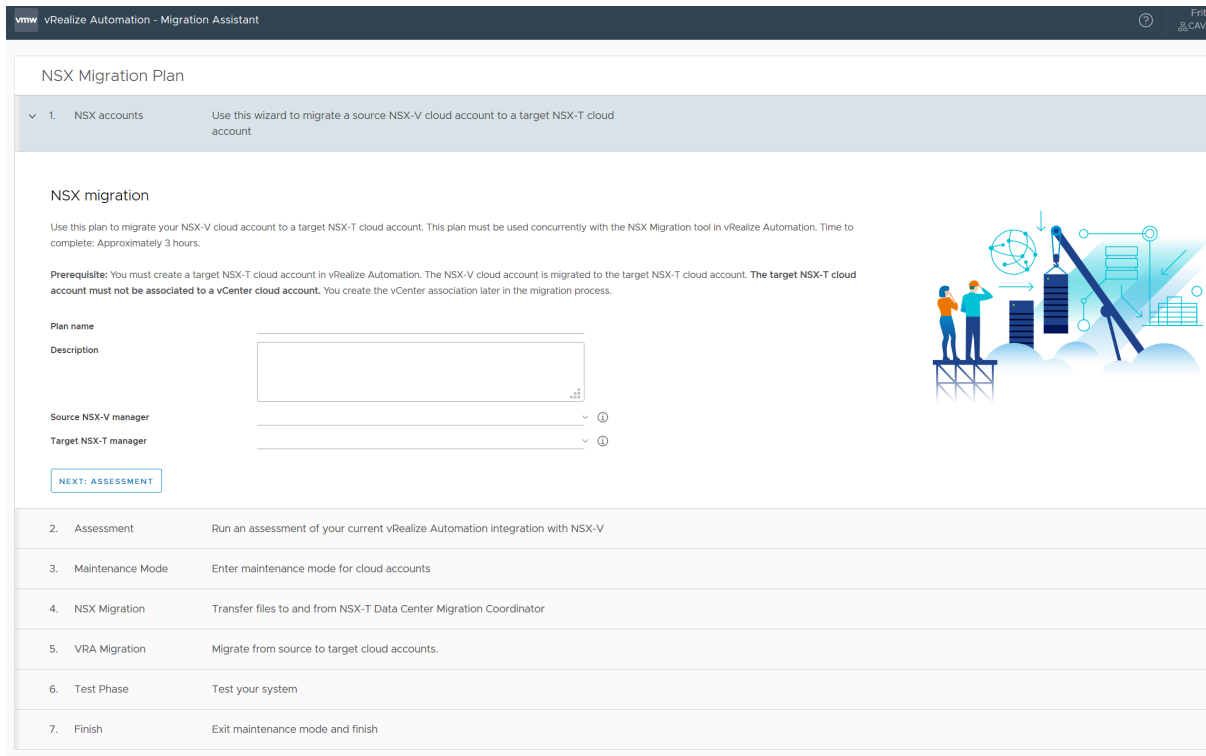 vmw vRealize Automation - Migration Assistant
Frit
CAV
NSX Migration Plan
1. NSX accounts Use this wizard to migrate a source NSX-V cloud account to a target NSX-T cloud
account
NSX migration
Use this plan to migrate your NSX-V cloud account to a target NSX-T cloud account. This plan must be used concurrently with the NSX Migration tool in vRealize Automation. Time to
complete: Approximately 3 hours.
Prerequisite: You must create a target NSX-T cloud account in vRealize Automation. The NSX-V cloud account is migrated to the target NSX-T cloud account. The target NSX-T cloud
account must not be associated to a vCenter cloud account. You create the vCenter association later in the migration process.
Plan name
Description
Source NSX-V manager
Target NSX-T manager
NEXT: ASSESSMENT
2. Assessment Run an assessment of your current vRealize Automation integration with NSX-V
3. Maintenance Mode Enter maintenance mode for cloud accounts
4. NSX Migration Transfer files to and from NSX-T Data Center Migration Coordinator
5. VRA Migration Migrate from source to target cloud accounts.
6. Test Phase Test your system
7. Finish Exit maintenance mode and finish